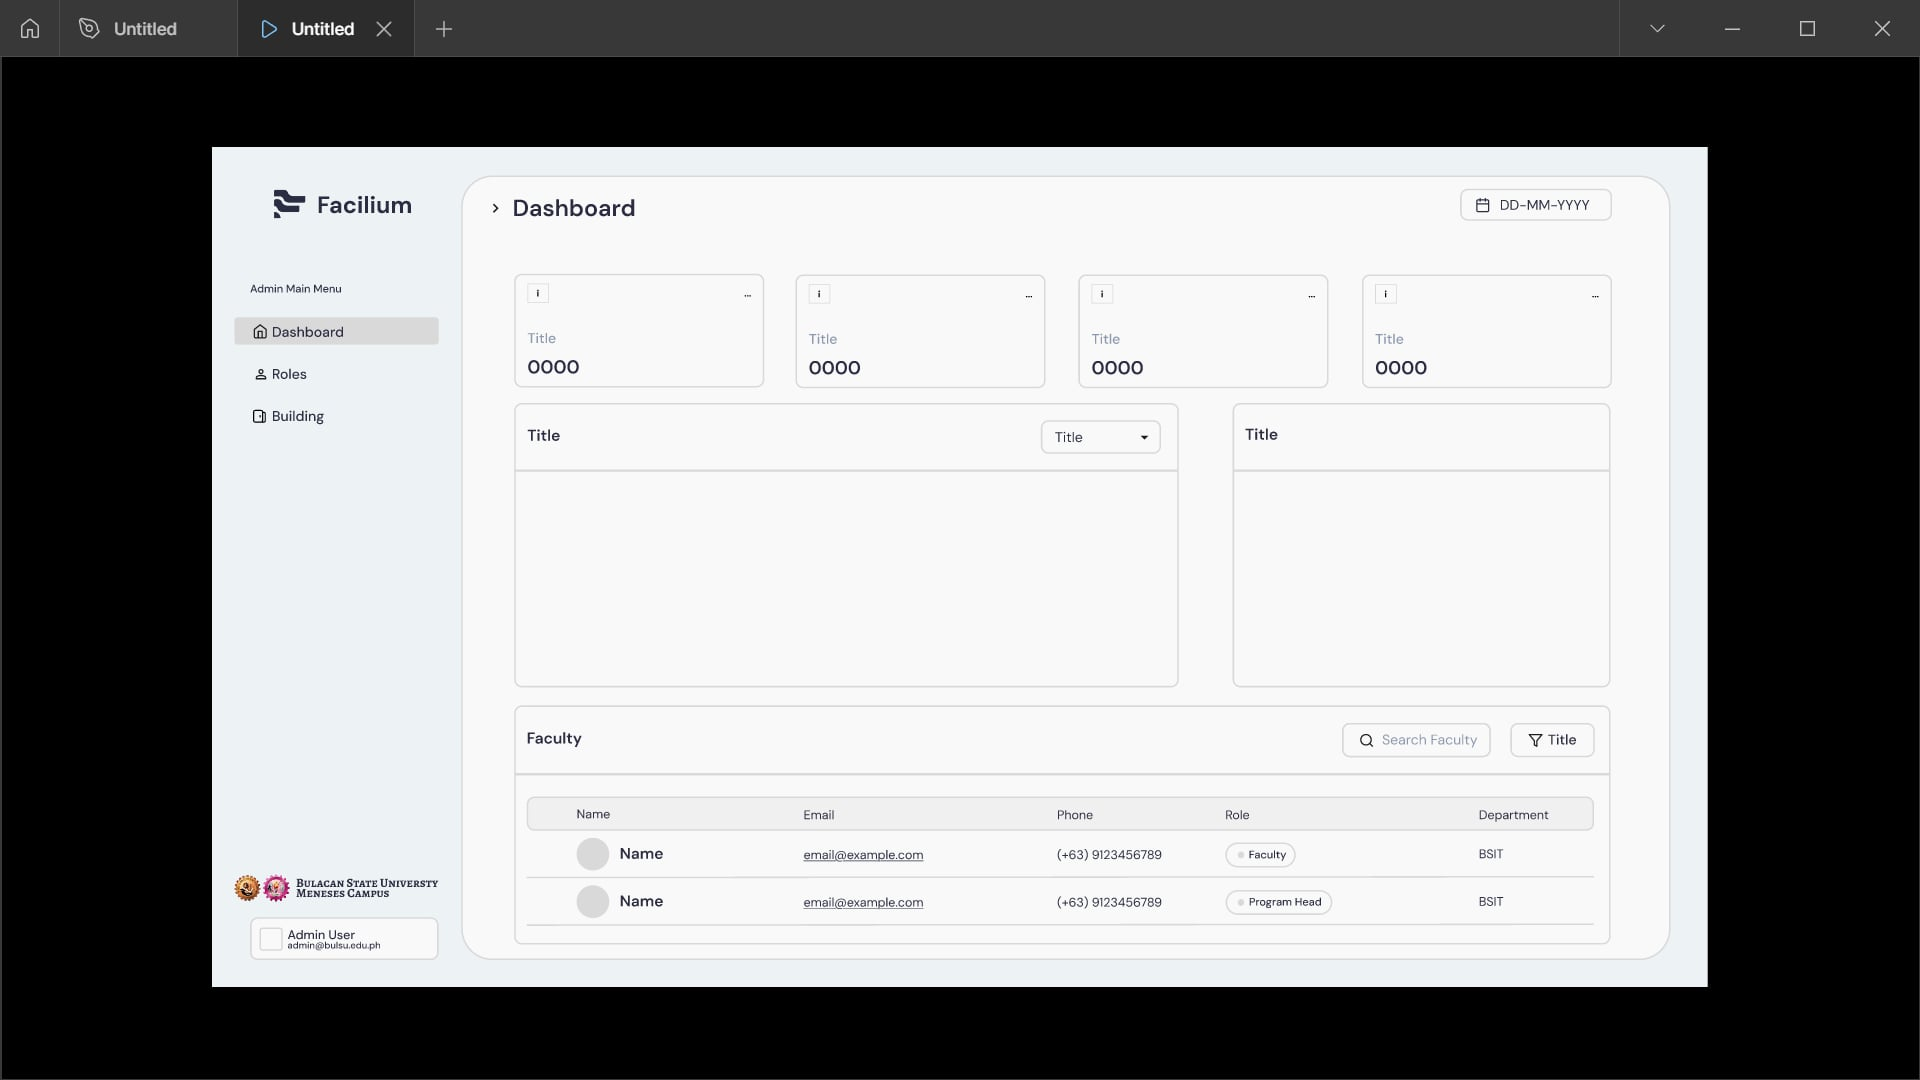 Untitled
Untitled
Facilium
Dashboard
DD-MM-YYYY
Admin Main Menu
Dashboard
Roles
Building
i
...
Title
0000
i
...
Title
0000
i
...
Title
0000
i
...
Title
0000
Title
Title
Title
Faculty
Search Faculty
Title
Name Email Phone Role Department
Name email@example.com (+63) 9123456789 Faculty BSIT
Name email@example.com (+63) 9123456789 Program Head BSIT
BULACAN STATE UNIVERSTY
MENESES CAMPUS
Admin User
admin@bulsu.edu.ph